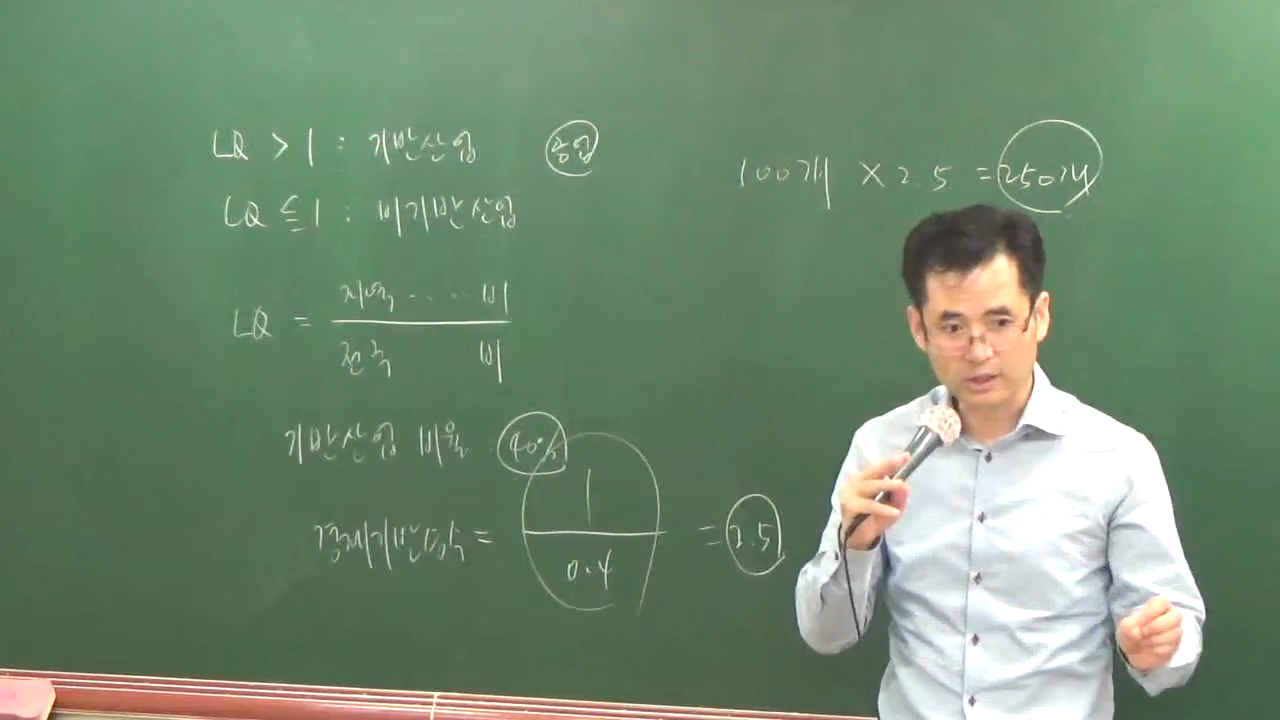 LQ > 1 : 기반산업
LQ ≦ 1 : 비기반산업
LQ = 지역 .. .. 비 / 전국 비
기반산업 비율 40%
경제기반승수 = 1 / 0.4 = 2.5
100개 × 2.5 = 250개